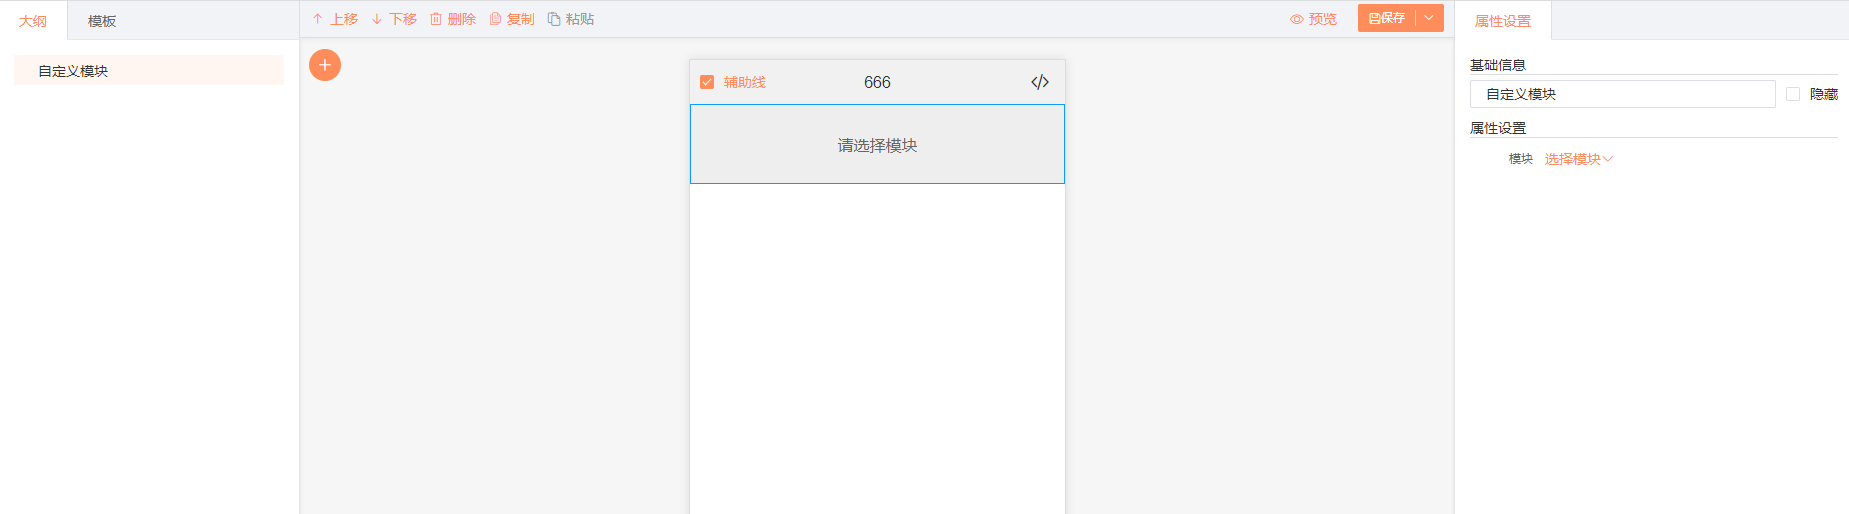 大纲 模板
自定义模块
上移 下移 删除 复制 粘贴 预览 保存
辅助线 666
请选择模块
属性设置
基础信息
自定义模块 隐藏
属性设置
模块 选择模块